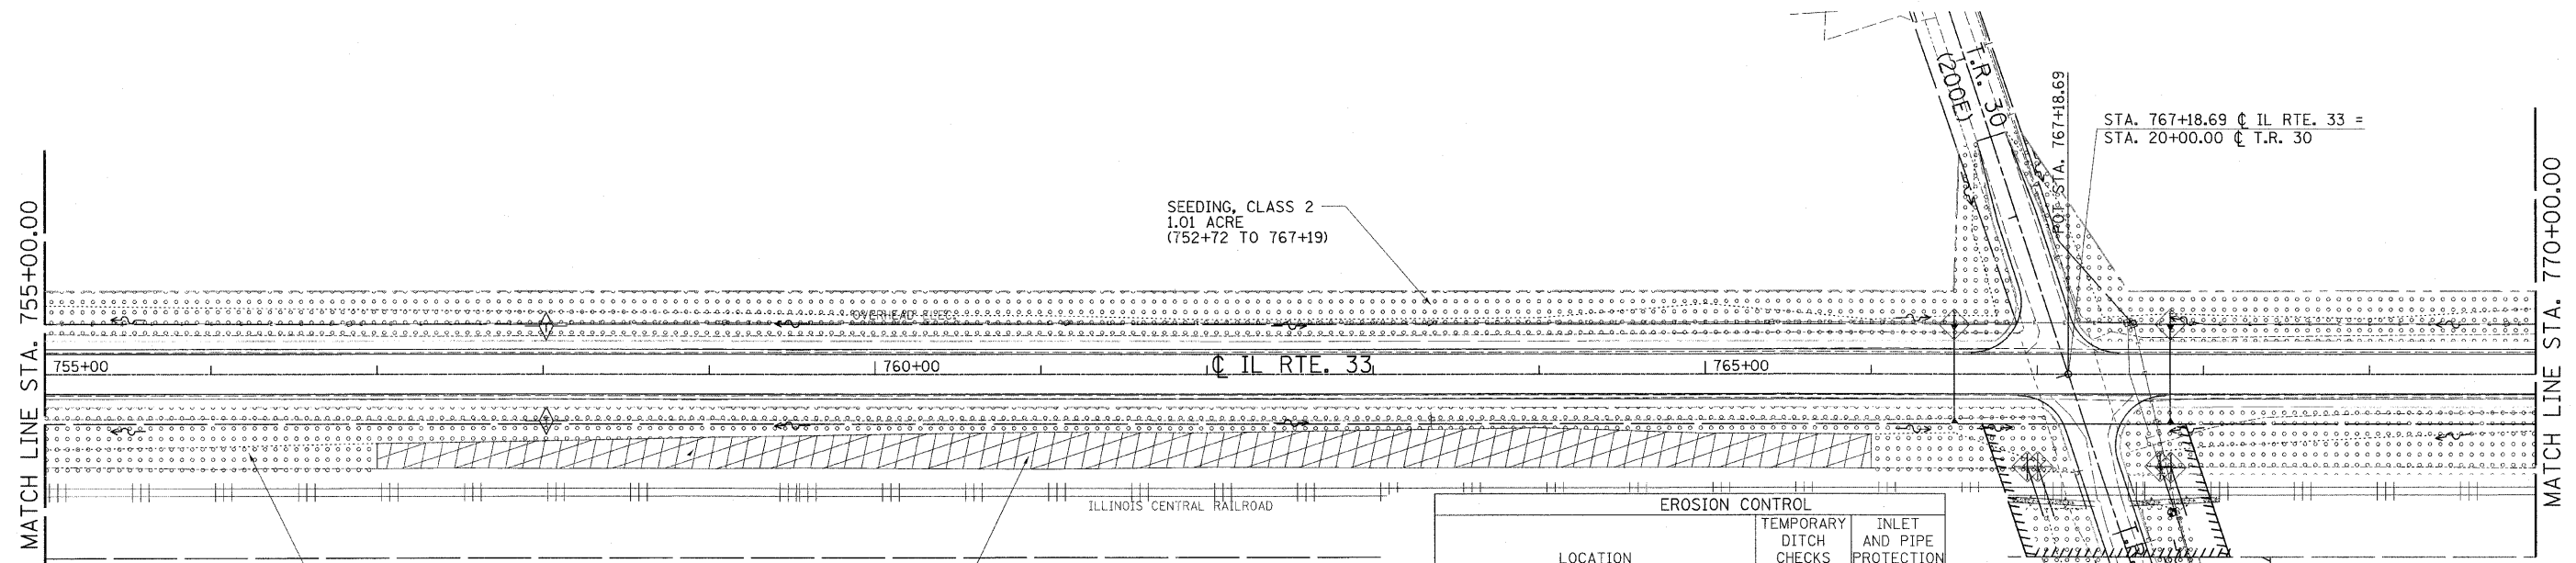 T.R. 30
(200E)
POT STA. 767+18.69
STA. 767+18.69 ℄ IL RTE. 33 =
STA. 20+00.00 ℄ T.R. 30
SEEDING, CLASS 2
1.01 ACRE
(752+72 TO 767+19)
MATCH LINE STA. 755+00.00
MATCH LINE STA. 770+00.00
OVERHEAD ELEC.
755+00
760+00
℄ IL RTE. 33
765+00
ILLINOIS CENTRAL RAILROAD
EROSION CONTROL
LOCATION
TEMPORARY
DITCH
CHECKS
INLET
AND PIPE
PROTECTION